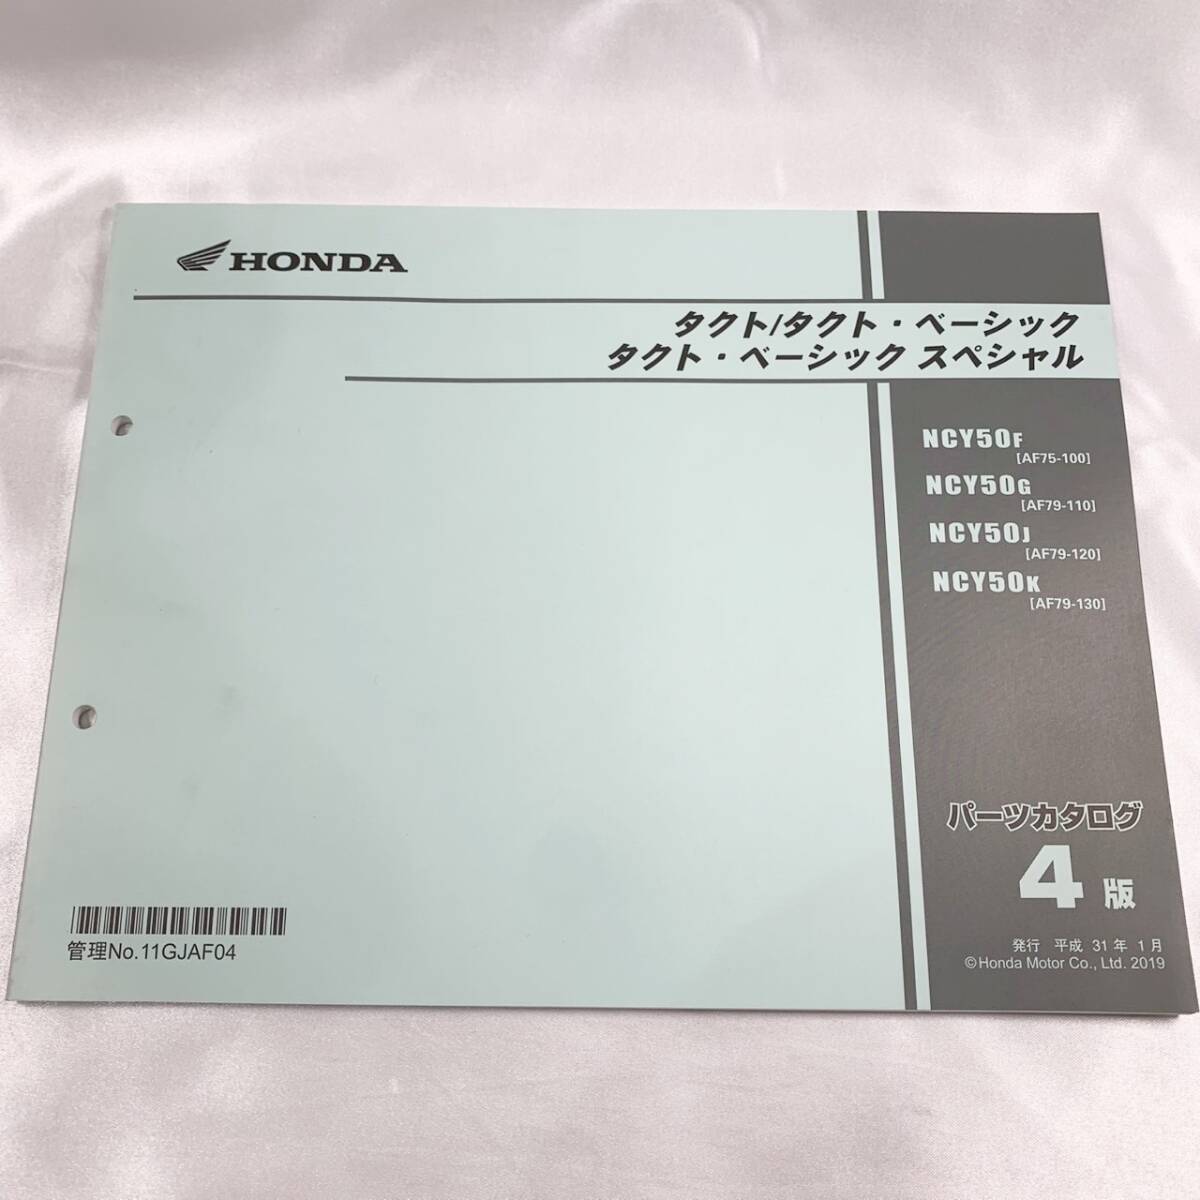 HONDA
タクト/タクト・ベーシック
タクト・ベーシック スペシャル
NCY50F
[AF75-100]
NCY50G
[AF79-110]
NCY50J
[AF79-120]
NCY50K
[AF79-130]
パーツカタログ
4 版
発行 平成 31 年 1 月
©Honda Motor Co., Ltd. 2019
管理No.11GJAF04